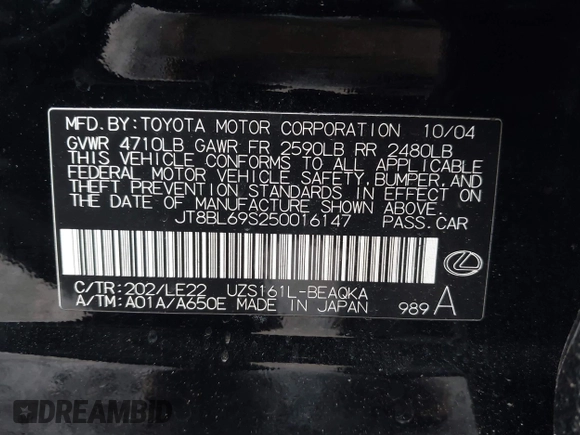 MFD. BY: TOYOTA MOTOR CORPORATION 10/04
GVWR 4710LB GAWR FR 2590LB RR 2480LB
THIS VEHICLE CONFORMS TO ALL APPLICABLE
FEDERAL MOTOR VEHICLE SAFETY, BUMPER, AND
THEFT PREVENTION STANDARDS IN EFFECT ON
THE DATE OF MANUFACTURE SHOWN ABOVE.
JT8BL69S250016147 PASS. CAR
C/TR: 202/LE22 UZS161L-BEAQKA
A/TM: A01A/A650E MADE IN JAPAN 989 A
DREAMBID